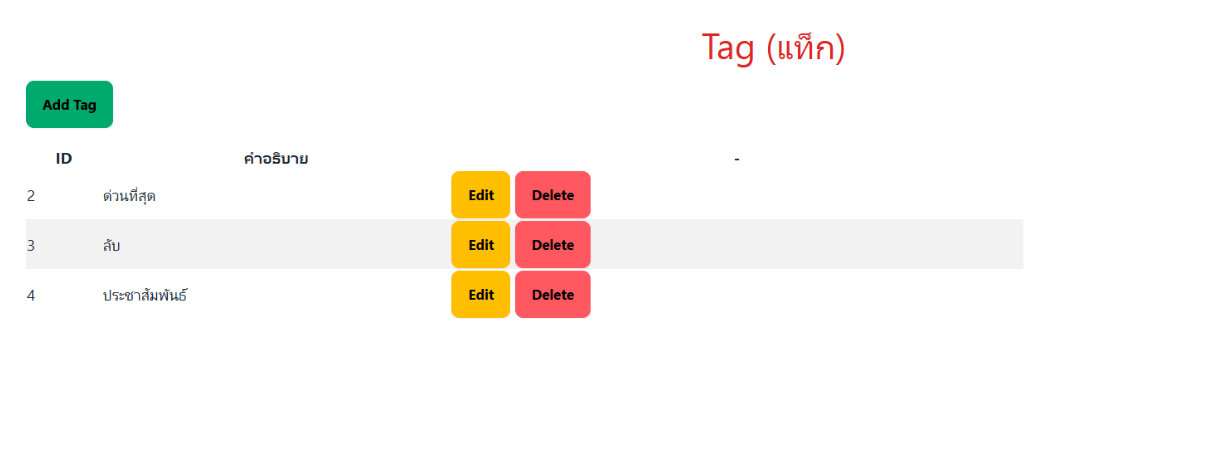 Tag (แท็ก)
Add Tag
ID คำอธิบาย -
2 ด่วนที่สุด Edit Delete
3 ลับ Edit Delete
4 ประชาสัมพันธ์ Edit Delete